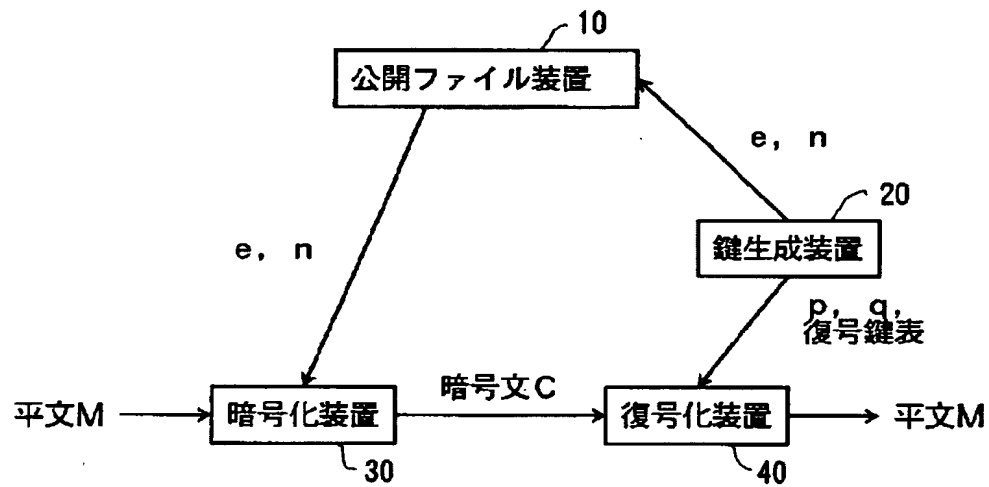 10
公開ファイル装置
e, n
20
鍵生成装置
e, n
p, q,
復号鍵表
暗号文C
平文M
暗号化装置
復号化装置
平文M
30
40